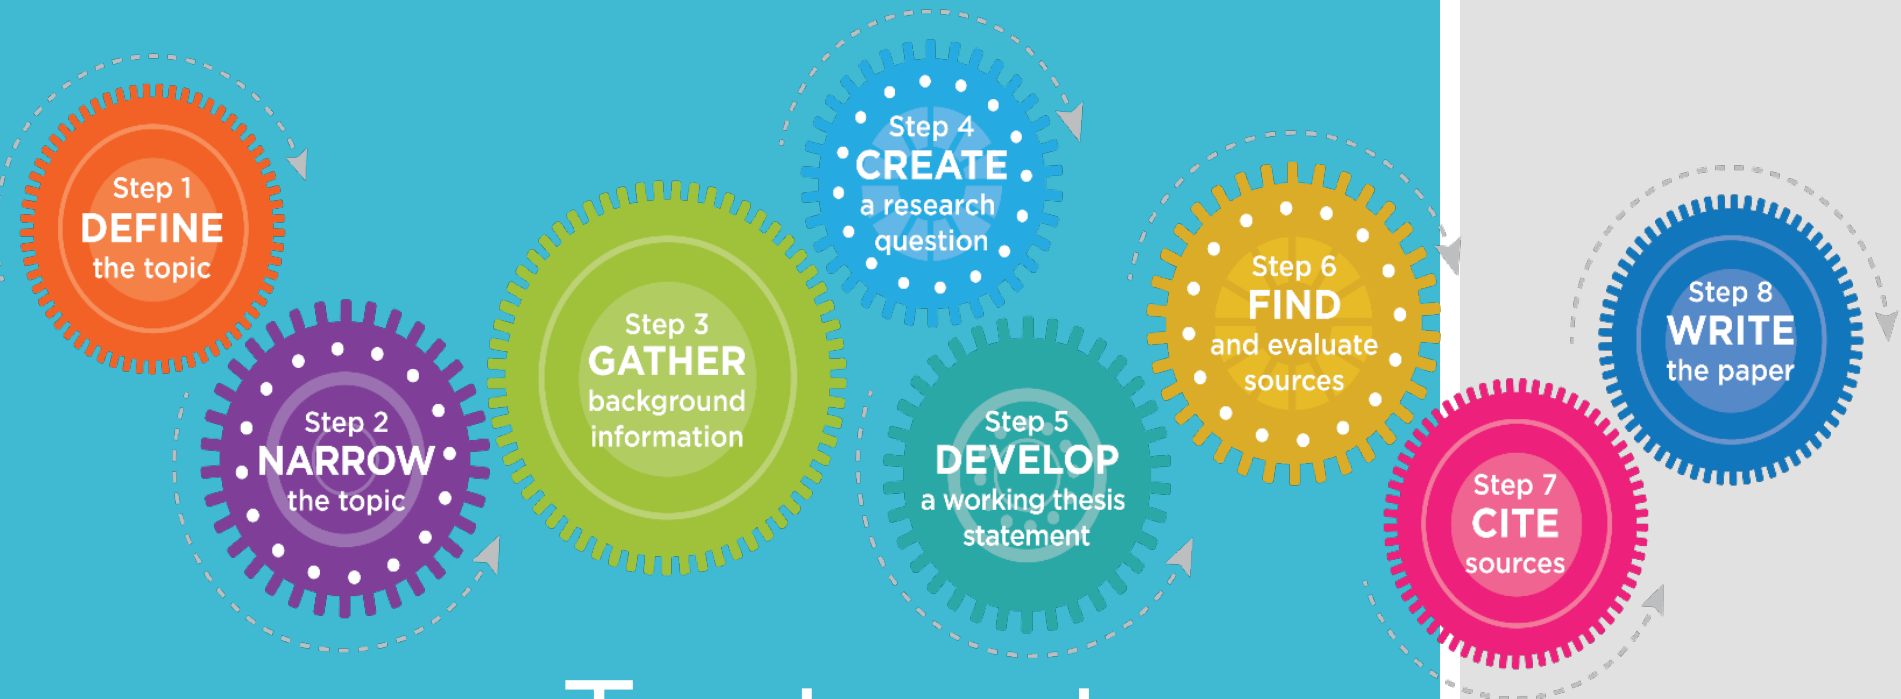 Step 1
DEFINE
the topic
Step 2
NARROW
the topic
Step 3
GATHER
background
information
Step 4
CREATE
a research
question
Step 5
DEVELOP
a working thesis
statement
Step 6
FIND
and evaluate
sources
Step 7
CITE
sources
Step 8
WRITE
the paper